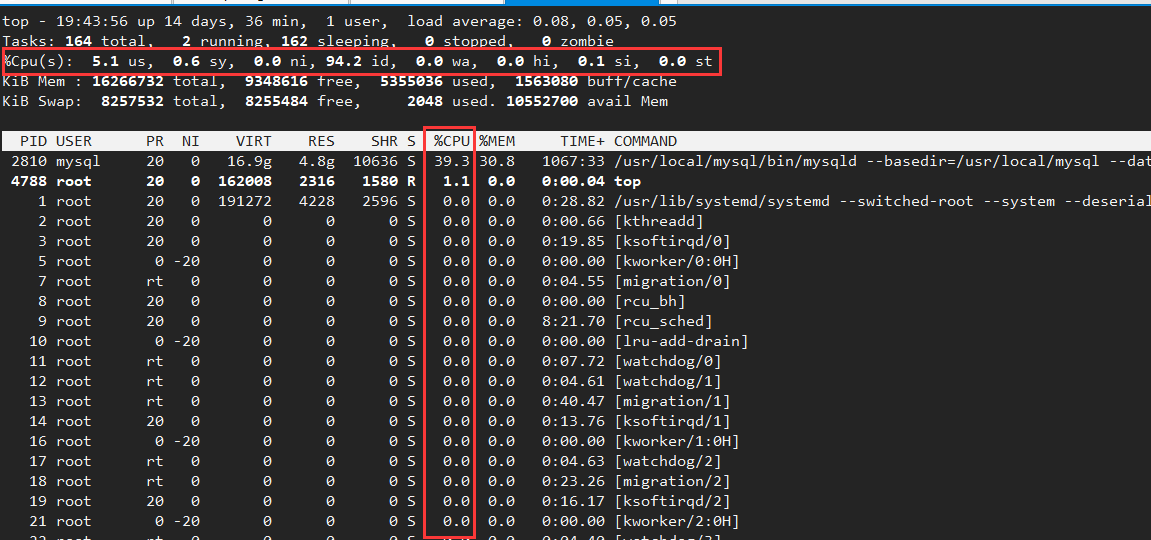 top - 19:43:56 up 14 days, 36 min,  1 user,  load average: 0.08, 0.05, 0.05
Tasks: 164 total,   2 running, 162 sleeping,   0 stopped,   0 zombie
%Cpu(s):  5.1 us,  0.6 sy,  0.0 ni, 94.2 id,  0.0 wa,  0.0 hi,  0.1 si,  0.0 st
KiB Mem : 16266732 total,  9348616 free,  5355036 used,  1563080 buff/cache
KiB Swap:  8257532 total,  8255484 free,     2048 used. 10552700 avail Mem
PID USER      PR  NI    VIRT    RES    SHR S  %CPU %MEM     TIME+ COMMAND
2810 mysql     20   0   16.9g   4.8g  10636 S  39.3 30.8   1067:33 /usr/local/mysql/bin/mysqld --basedir=/usr/local/mysql --dat
4788 root      20   0  162008   2316   1580 R   1.1  0.0   0:00.04 top
1 root      20   0  191272   4228   2596 S   0.0  0.0   0:28.82 /usr/lib/systemd/systemd --switched-root --system --deserial
2 root      20   0       0      0      0 S   0.0  0.0   0:00.66 [kthreadd]
3 root      20   0       0      0      0 S   0.0  0.0   0:19.85 [ksoftirqd/0]
5 root       0 -20       0      0      0 S   0.0  0.0   0:00.00 [kworker/0:0H]
7 root      rt   0       0      0      0 S   0.0  0.0   0:04.55 [migration/0]
8 root      20   0       0      0      0 S   0.0  0.0   0:00.00 [rcu_bh]
9 root      20   0       0      0      0 S   0.0  0.0   8:21.70 [rcu_sched]
10 root       0 -20       0      0      0 S   0.0  0.0   0:00.00 [lru-add-drain]
11 root      rt   0       0      0      0 S   0.0  0.0   0:07.72 [watchdog/0]
12 root      rt   0       0      0      0 S   0.0  0.0   0:04.61 [watchdog/1]
13 root      rt   0       0      0      0 S   0.0  0.0   0:40.47 [migration/1]
14 root      20   0       0      0      0 S   0.0  0.0   0:13.76 [ksoftirqd/1]
16 root       0 -20       0      0      0 S   0.0  0.0   0:00.00 [kworker/1:0H]
17 root      rt   0       0      0      0 S   0.0  0.0   0:04.63 [watchdog/2]
18 root      rt   0       0      0      0 S   0.0  0.0   0:23.26 [migration/2]
19 root      20   0       0      0      0 S   0.0  0.0   0:16.17 [ksoftirqd/2]
21 root       0 -20       0      0      0 S   0.0  0.0   0:00.00 [kworker/2:0H]